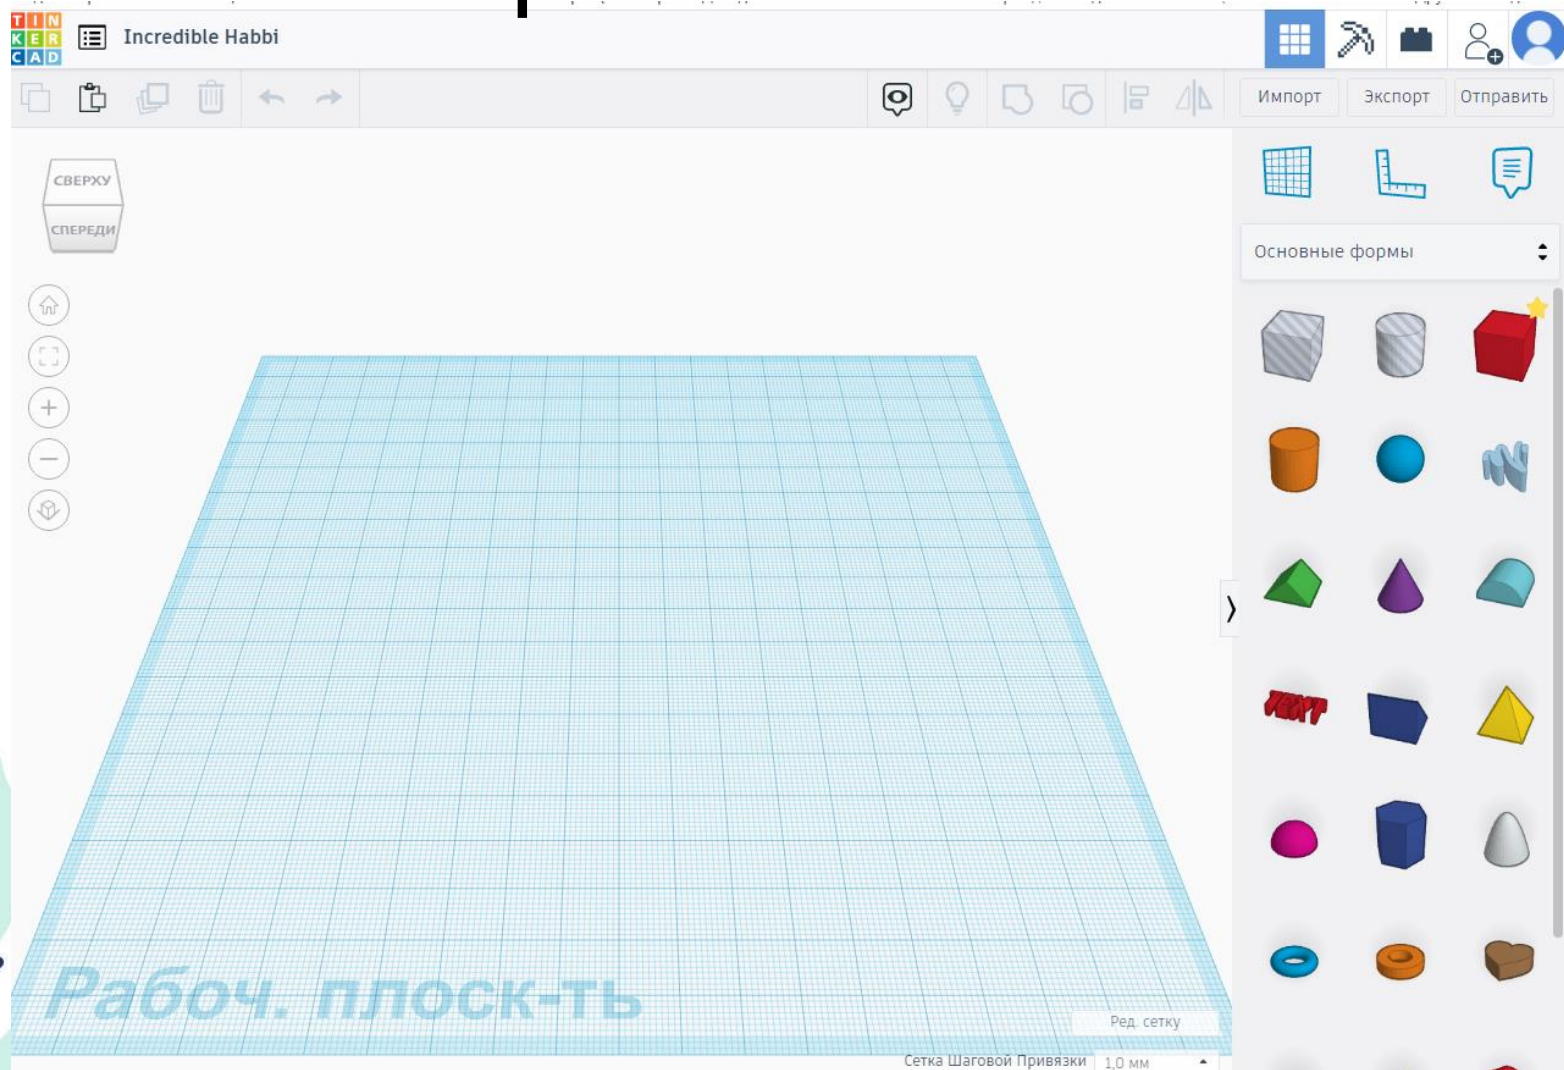 TIN
KER
CAD
Incredible Habbi
Импорт
Экспорт
Отправить
СВЕРХУ
СПЕРЕДИ
Основные формы
TEXT
Рабоч. плоск-ть
Ред. сетку
Сетка Шаговой Привязки 1,0 мм